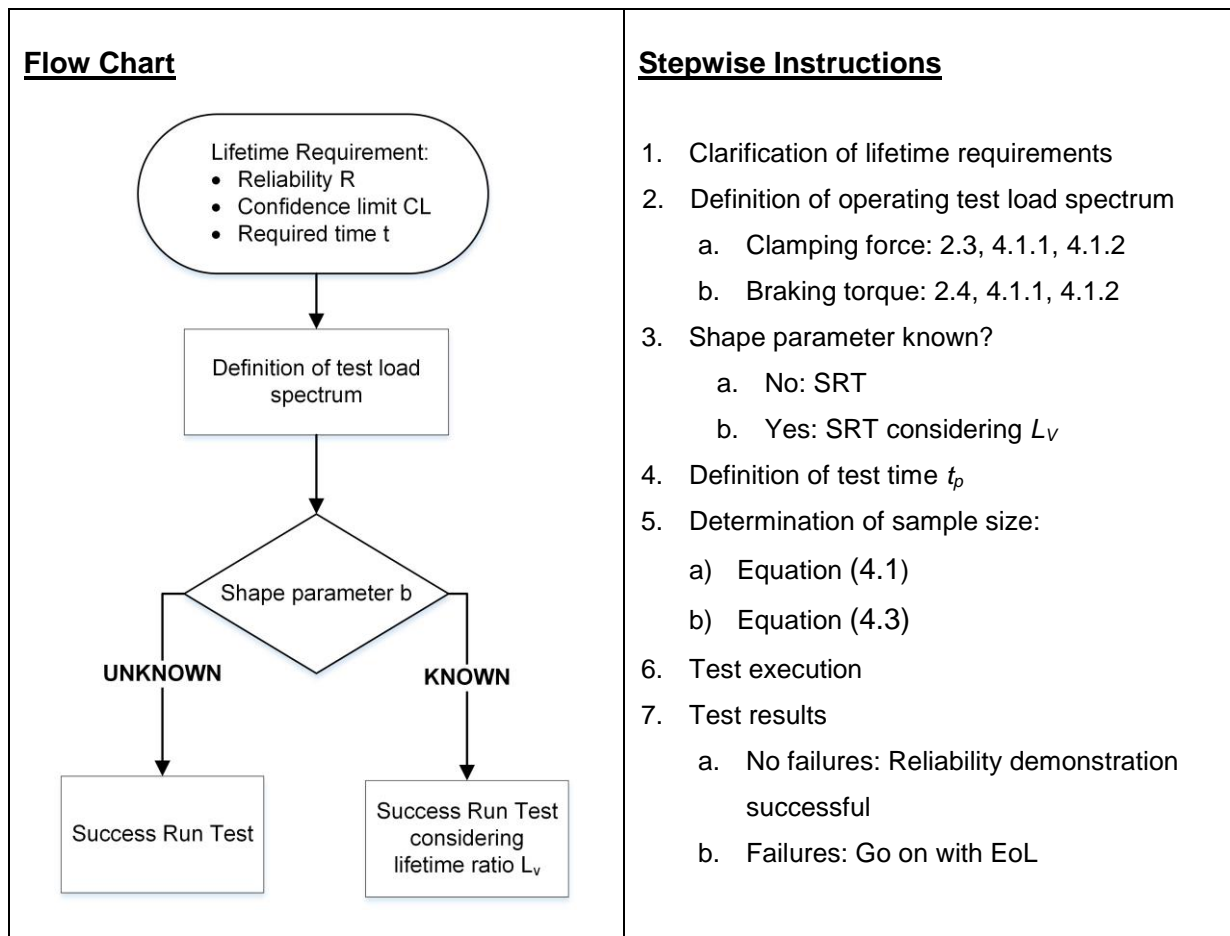 Flow Chart
Lifetime Requirement:
• Reliability R
• Confidence limit CL
• Required time t
Definition of test load
spectrum
Shape parameter b
UNKNOWN
KNOWN
Success Run Test
Success Run Test
considering
lifetime ratio Lᵥ
Stepwise Instructions
1. Clarification of lifetime requirements
2. Definition of operating test load spectrum
a. Clamping force: 2.3, 4.1.1, 4.1.2
b. Braking torque: 2.4, 4.1.1, 4.1.2
3. Shape parameter known?
a. No: SRT
b. Yes: SRT considering LV
4. Definition of test time tp
5. Determination of sample size:
a) Equation (4.1)
b) Equation (4.3)
6. Test execution
7. Test results
a. No failures: Reliability demonstration
successful
b. Failures: Go on with EoL